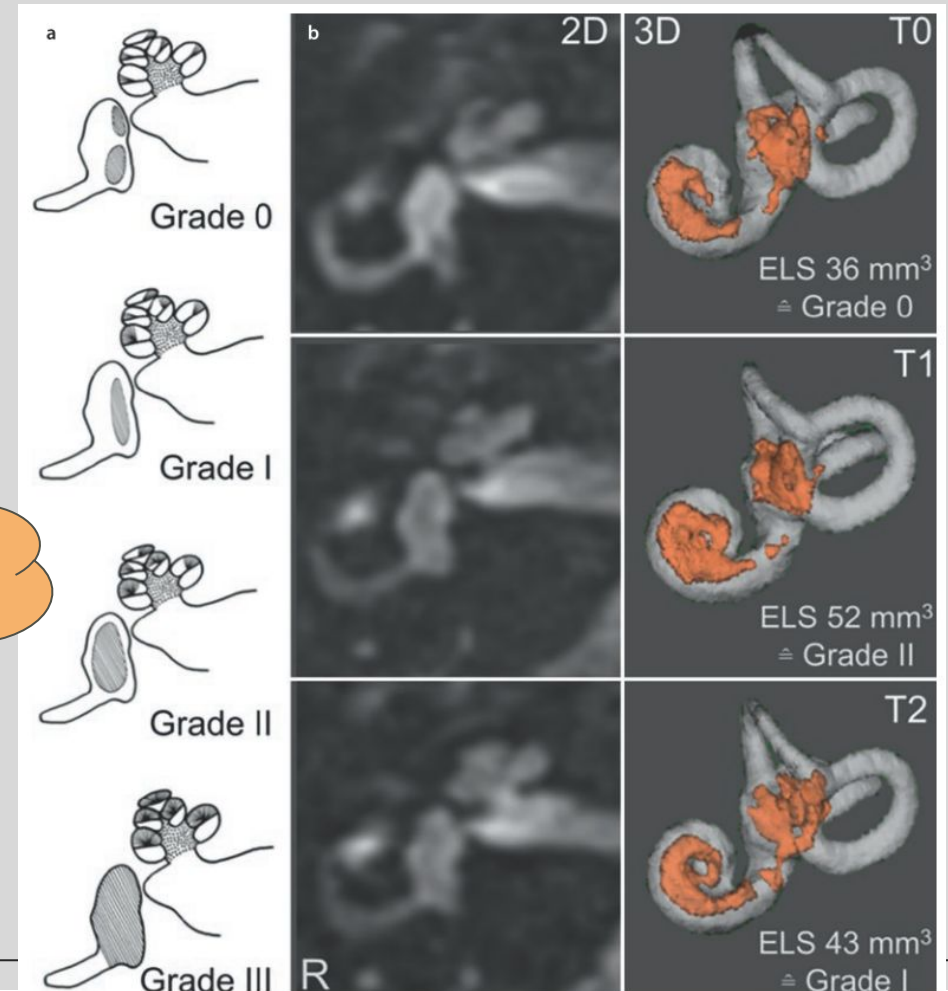 a
Grade 0
Grade I
Grade II
Grade III
b
2D
3D
T0
ELS 36 mm³
≙ Grade 0
T1
ELS 52 mm³
≙ Grade II
R
T2
ELS 43 mm³
≙ Grade I